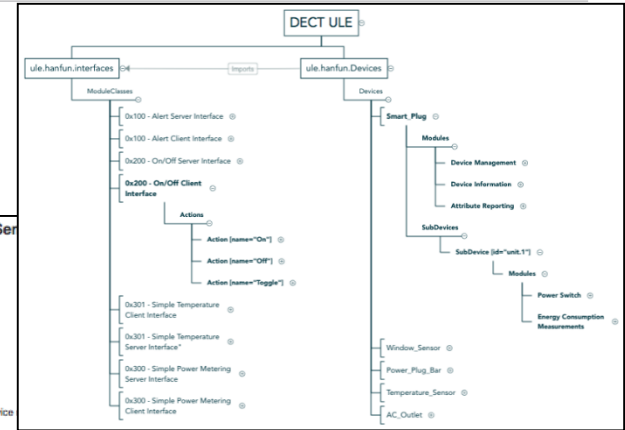 DECT ULE
ule.hanfun.interfaces
Imports
ule.hanfun.Devices
ModuleClasses
0x100 - Alert Server Interface
0x100 - Alert Client Interface
0x200 - On/Off Server Interface
0x200 - On/Off Client
Interface
Actions
Action [name="On"]
Action [name="Off"]
Action [name="Toggle"]
0x301 - Simple Temperature
Client Interface
0x301 - Simple Temperature
Server Interface"
0x300 - Simple Power Metering
Server Interface
0x300 - Simple Power Metering
Client Interface
Devices
Smart_Plug
Modules
Device Management
Device Information
Attribute Reporting
SubDevices
SubDevice [id="unit.1"]
Modules
Power Switch
Energy Consumption
Measurements
Window_Sensor
Power_Plug_Bar
Temperature_Sensor
AC_Outlet